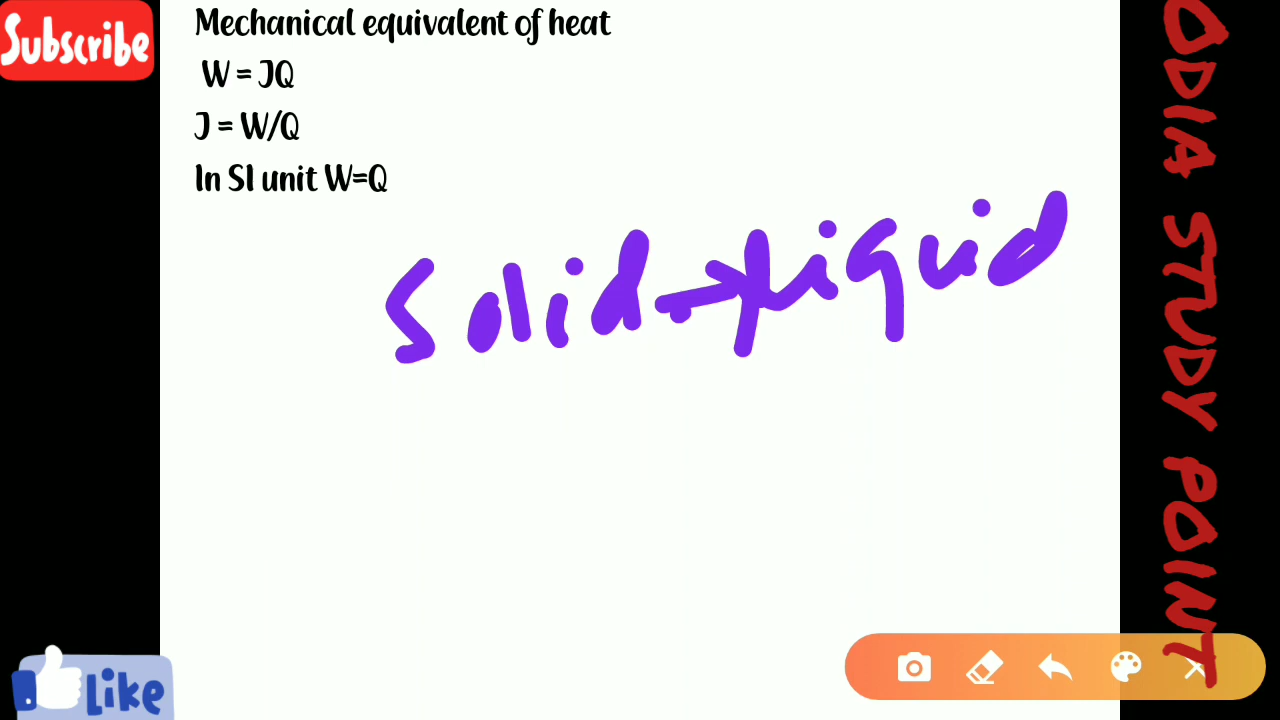 Subscribe
Mechanical equivalent of heat
W = JQ
J = W/Q
In SI unit W=Q
Solid → Liquid
Like
ODIA STUDY POINT